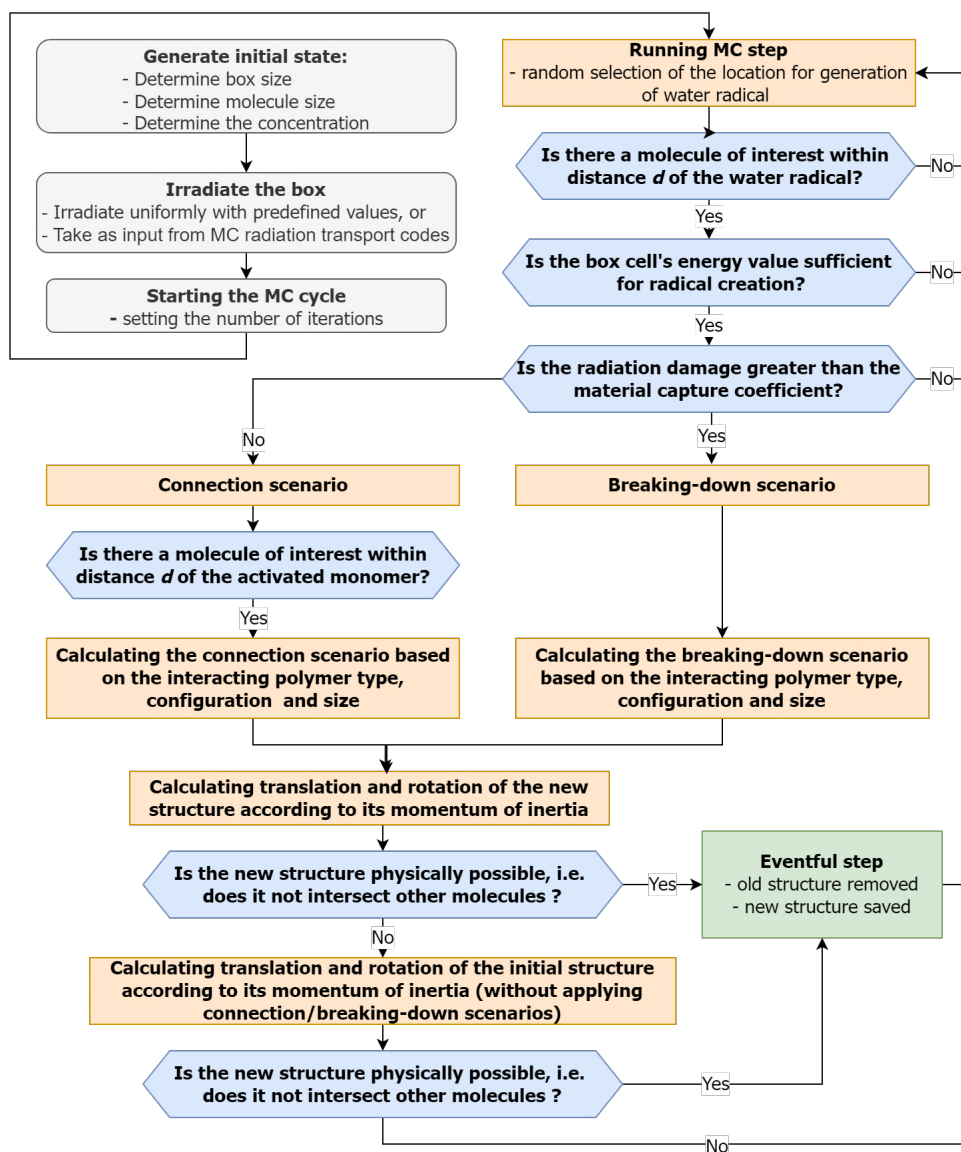 Generate initial state:
- Determine box size
- Determine molecule size
- Determine the concentration
Irradiate the box
- Irradiate uniformly with predefined values, or
- Take as input from MC radiation transport codes
Starting the MC cycle
- setting the number of iterations
Running MC step
- random selection of the location for generation
of water radical
Is there a molecule of interest within
distance d of the water radical?
No
Yes
Is the box cell's energy value sufficient
for radical creation?
No
Yes
Is the radiation damage greater than the
material capture coefficient?
No
No
Yes
Connection scenario
Breaking-down scenario
Is there a molecule of interest within
distance d of the activated monomer?
Yes
Calculating the connection scenario based
on the interacting polymer type,
configuration and size
Calculating the breaking-down scenario
based on the interacting polymer type,
configuration and size
Calculating translation and rotation of the new
structure according to its momentum of inertia
Is the new structure physically possible, i.e.
does it not intersect other molecules ?
Yes
Eventful step
- old structure removed
- new structure saved
No
Calculating translation and rotation of the initial structure
according to its momentum of inertia (without applying
connection/breaking-down scenarios)
Is the new structure physically possible, i.e.
does it not intersect other molecules ?
Yes
No